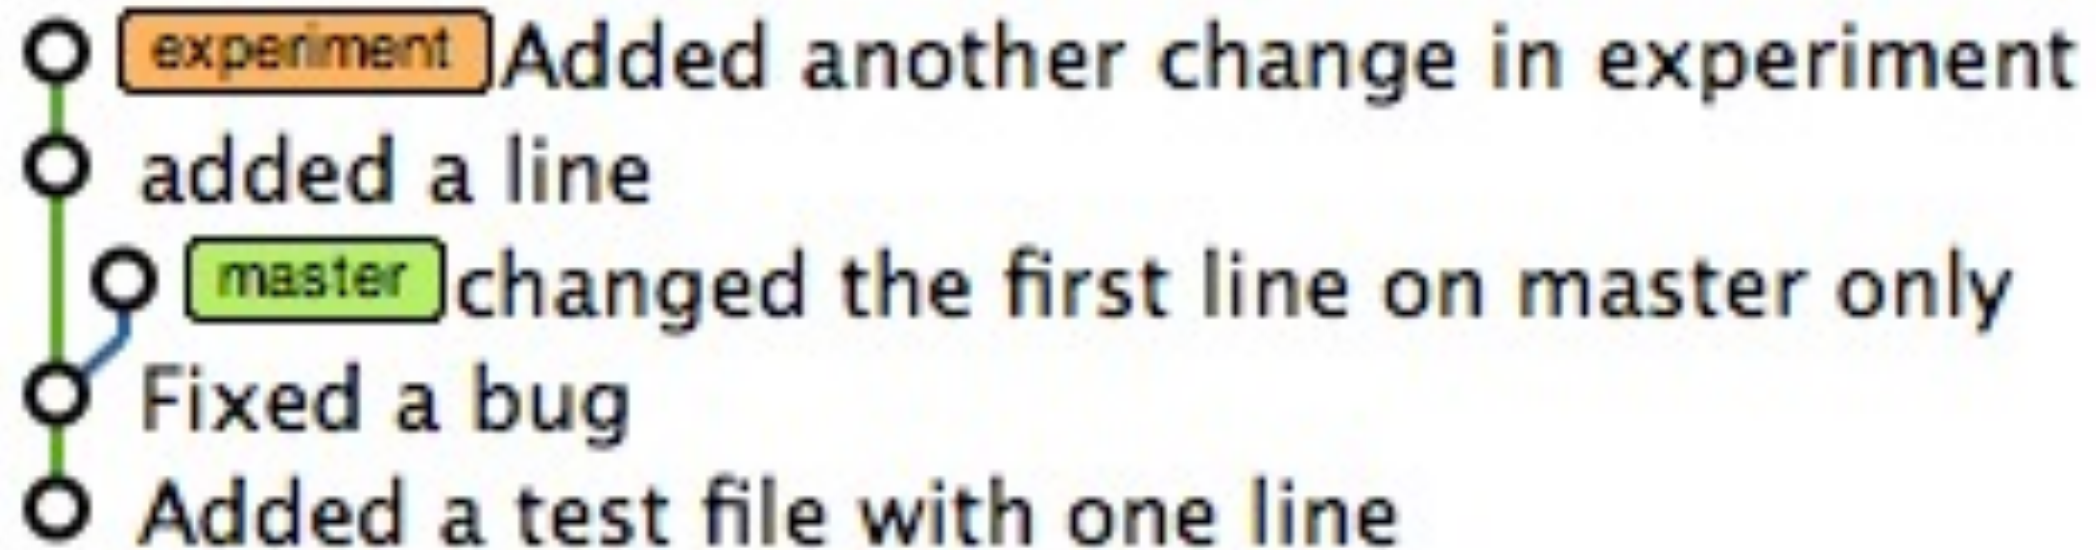 experiment Added another change in experiment
added a line
master changed the first line on master only
Fixed a bug
Added a test file with one line